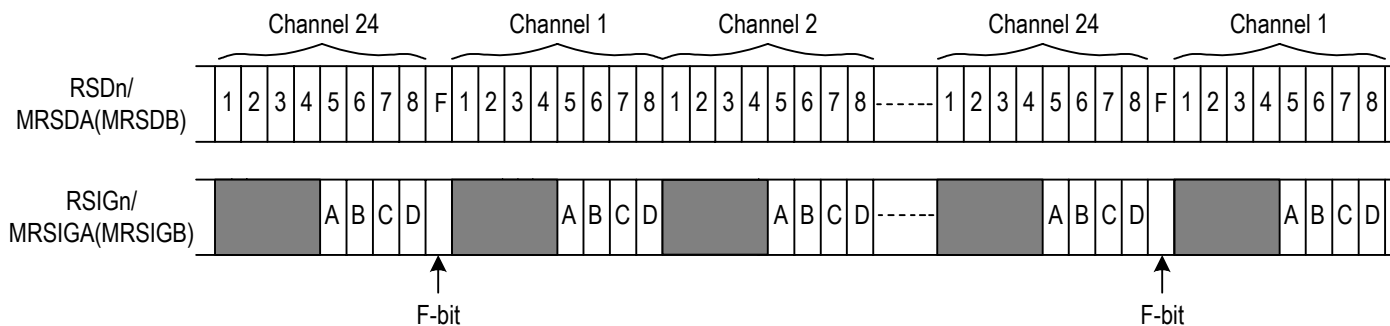 Channel 24 Channel 1 Channel 2 Channel 24 Channel 1
RSDn/
MRSDA(MRSDB)
1 2 3 4 5 6 7 8 F 1 2 3 4 5 6 7 8 1 2 3 4 5 6 7 8 1 2 3 4 5 6 7 8 F 1 2 3 4 5 6 7 8
RSIGn/
MRSIGA(MRSIGB)
A B C D A B C D A B C D A B C D A B C D
F-bit F-bit